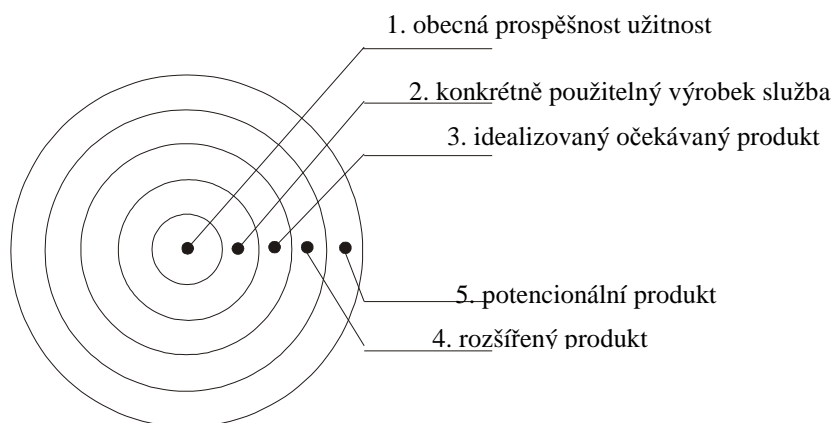 1. obecná prospěšnost užitnost
2. konkrétně použitelný výrobek služba
3. idealizovaný očekávaný produkt
5. potencionální produkt
4. rozšířený produkt